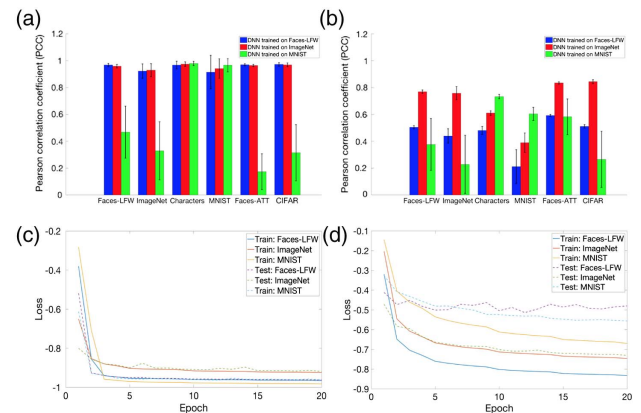 (a)
Pearson correlation coefficient (PCC)
1.2
1
0.8
0.6
0.4
0.2
0
DNN trained on Faces-LFW
DNN trained on ImageNet
DNN trained on MNIST
Faces-LFW ImageNet Characters MNIST Faces-ATT CIFAR
(b)
Pearson correlation coefficient (PCC)
1.2
1
0.8
0.6
0.4
0.2
0
DNN trained on Faces-LFW
DNN trained on ImageNet
DNN trained on MNIST
Faces-LFW ImageNet Characters MNIST Faces-ATT CIFAR
(c)
Loss
-0.2
-0.4
-0.6
-0.8
-1
Train: Faces-LFW
Train: ImageNet
Train: MNIST
Test: Faces-LFW
Test: ImageNet
Train: MNIST
0 5 10 15 20
Epoch
(d)
Loss
-0.1
-0.2
-0.3
-0.4
-0.5
-0.6
-0.7
-0.8
-0.9
Train: Faces-LFW
Train: ImageNet
Train: MNIST
Test: Faces-LFW
Test: ImageNet
Test: MNIST
0 5 10 15 20
Epoch